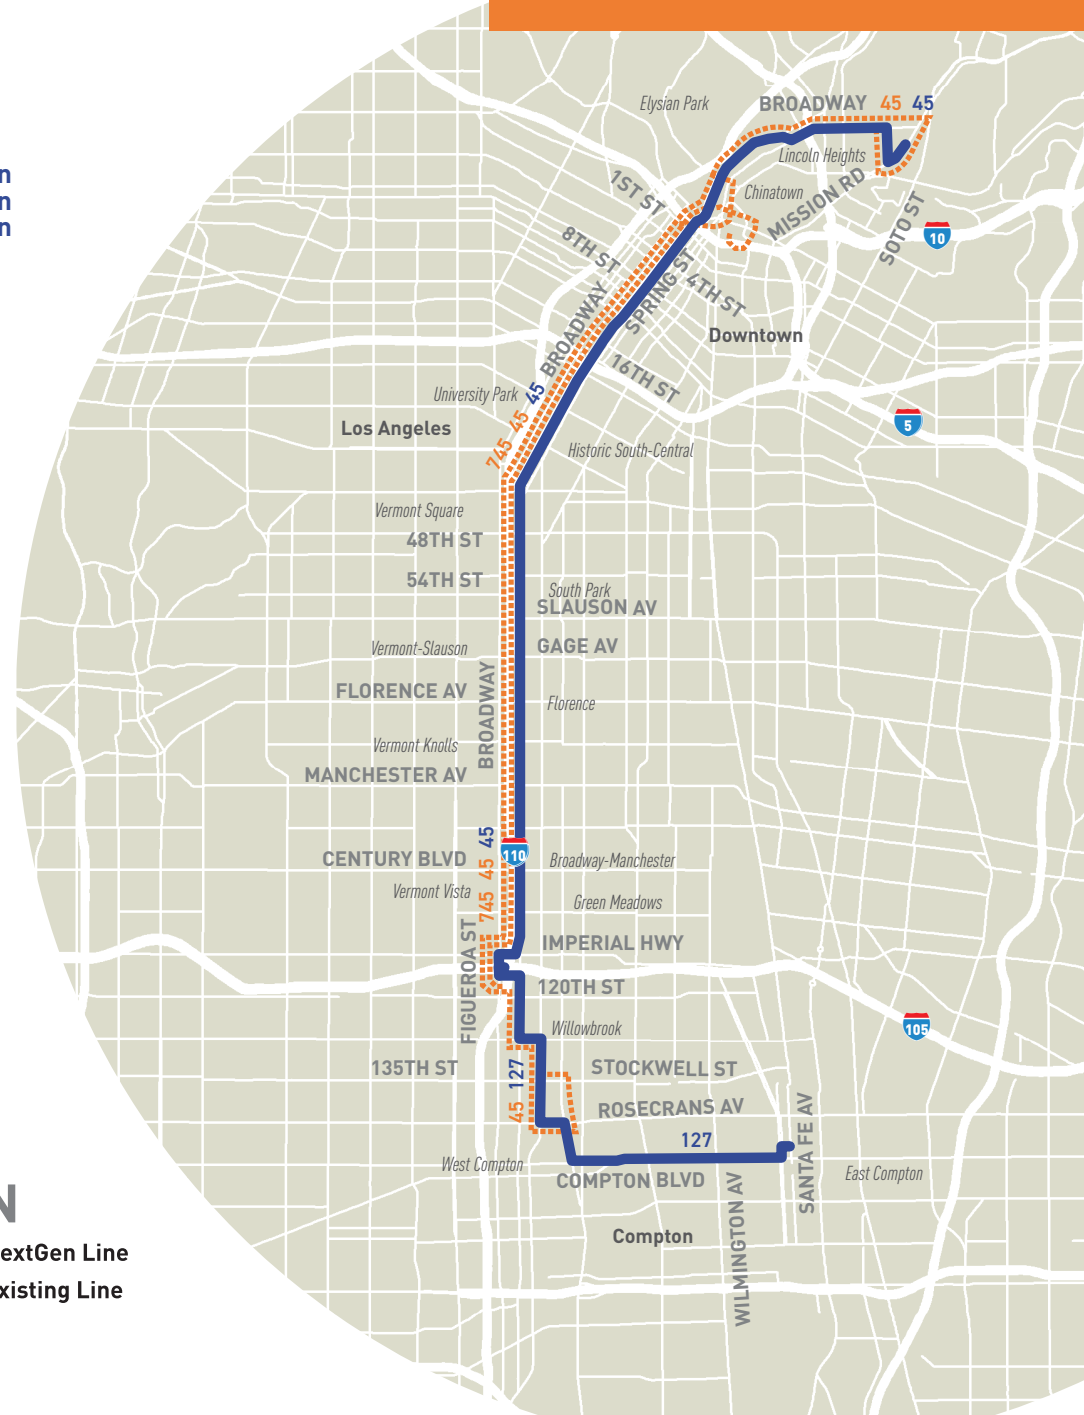 Elysian Park
BROADWAY
45
45
Lincoln Heights
1ST ST
Chinatown
MISSION RD
SOTO ST
10
8TH ST
SPRING ST
4TH ST
BROADWAY
Downtown
16TH ST
University Park
45
45
745
Los Angeles
5
Historic South-Central
Vermont Square
48TH ST
54TH ST
South Park
SLAUSON AV
Vermont-Slauson
GAGE AV
FLORENCE AV
BROADWAY
Florence
Vermont Knolls
MANCHESTER AV
45
45
745
CENTURY BLVD
110
Broadway-Manchester
Vermont Vista
Green Meadows
FIGUEROA ST
IMPERIAL HWY
120TH ST
Willowbrook
105
135TH ST
127
45
STOCKWELL ST
ROSECRANS AV
SANTA FE AV
127
West Compton
COMPTON BLVD
East Compton
WILMINGTON AV
Compton
n
n
n
N
extGen Line
xisting Line